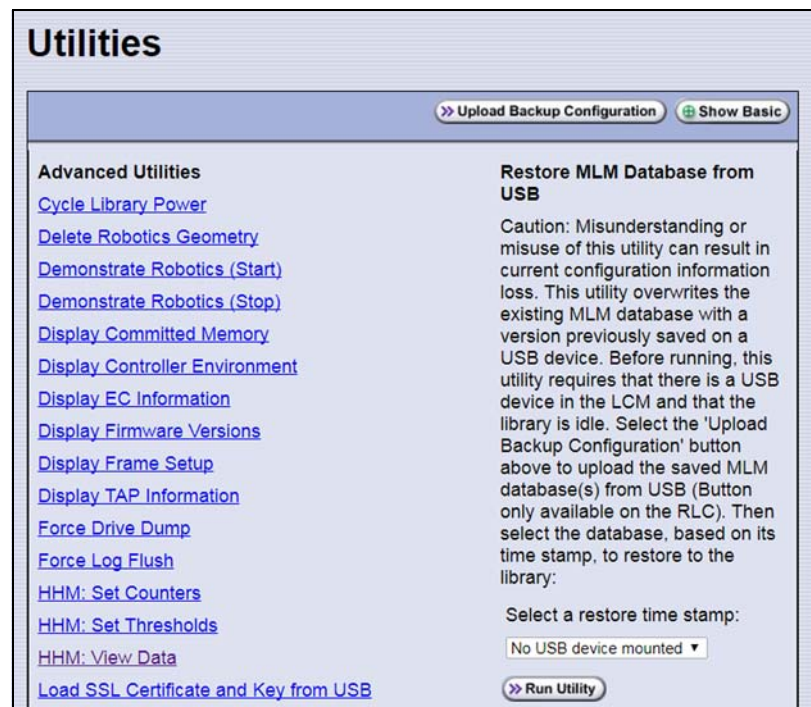 Utilities
Upload Backup Configuration
Show Basic
Advanced Utilities
Cycle Library Power
Delete Robotics Geometry
Demonstrate Robotics (Start)
Demonstrate Robotics (Stop)
Display Committed Memory
Display Controller Environment
Display EC Information
Display Firmware Versions
Display Frame Setup
Display TAP Information
Force Drive Dump
Force Log Flush
HHM: Set Counters
HHM: Set Thresholds
HHM: View Data
Load SSL Certificate and Key from USB
Restore MLM Database from
USB
Caution: Misunderstanding or
misuse of this utility can result in
current configuration information
loss. This utility overwrites the
existing MLM database with a
version previously saved on a
USB device. Before running, this
utility requires that there is a USB
device in the LCM and that the
library is idle. Select the 'Upload
Backup Configuration' button
above to upload the saved MLM
database(s) from USB (Button
only available on the RLC). Then
select the database, based on its
time stamp, to restore to the
library:
Select a restore time stamp:
No USB device mounted
Run Utility